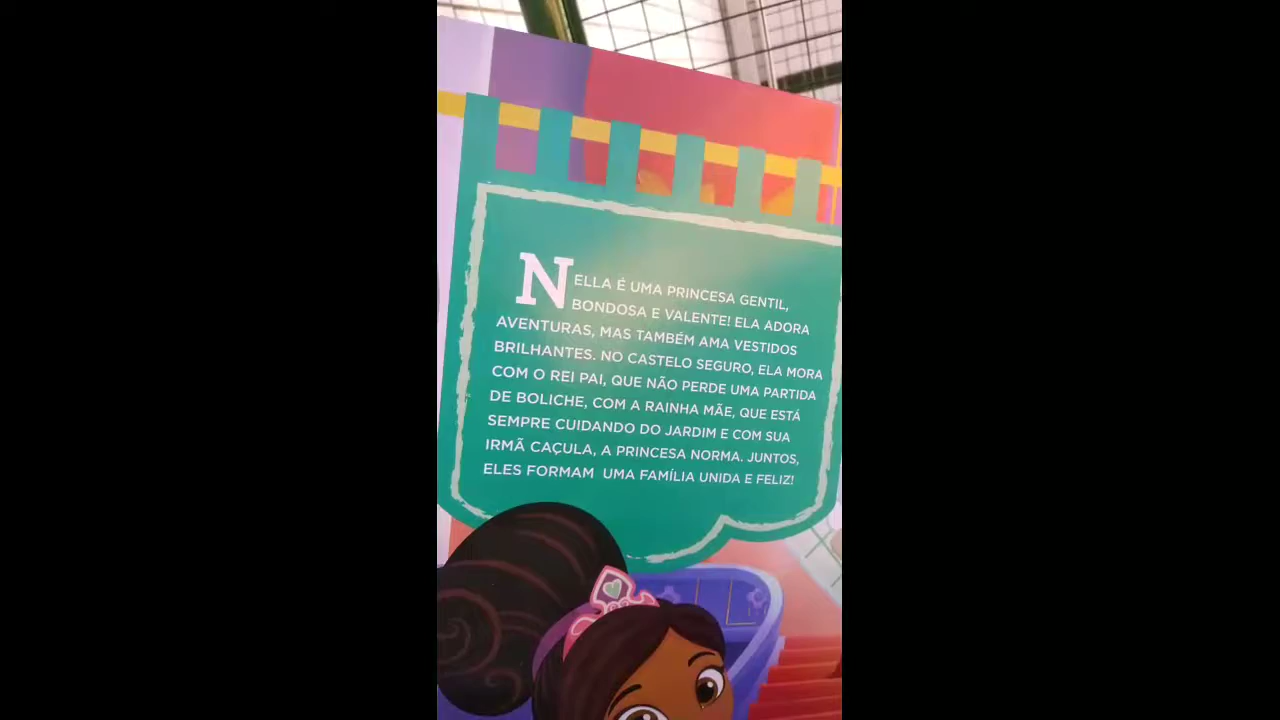 NELLA É UMA PRINCESA GENTIL,
BONDOSA E VALENTE! ELA ADORA
AVENTURAS, MAS TAMBÉM AMA VESTIDOS
BRILHANTES. NO CASTELO SEGURO, ELA MORA
COM O REI PAI, QUE NÃO PERDE UMA PARTIDA
DE BOLICHE, COM A RAINHA MÃE, QUE ESTÁ
SEMPRE CUIDANDO DO JARDIM E COM SUA
IRMÃ CAÇULA, A PRINCESA NORMA. JUNTOS,
ELES FORMAM UMA FAMÍLIA UNIDA E FELIZ!